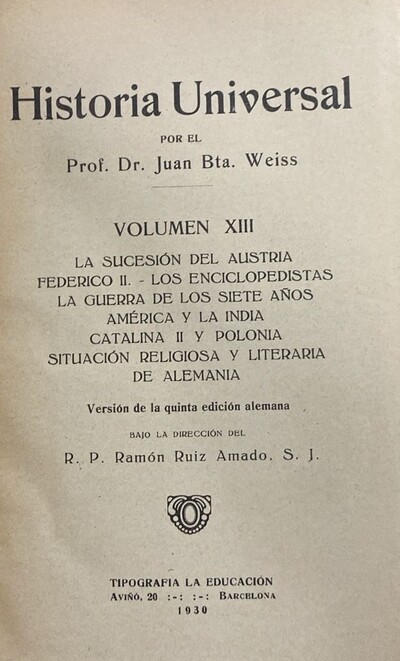 Historia Universal
POR EL
Prof. Dr. Juan Bta. Weiss
VOLUMEN XIII
LA SUCESIÓN DEL AUSTRIA
FEDERICO II. - LOS ENCICLOPEDISTAS
LA GUERRA DE LOS SIETE AÑOS
AMÉRICA Y LA INDIA
CATALINA II Y POLONIA
SITUACIÓN RELIGIOSA Y LITERARIA
DE ALEMANIA
Versión de la quinta edición alemana
BAJO LA DIRECCIÓN DEL
R. P. Ramón Ruiz Amado, S. J.
TIPOGRAFIA LA EDUCACIÓN
AVIÑÓ, 20 :-: :-: BARCELONA
1930